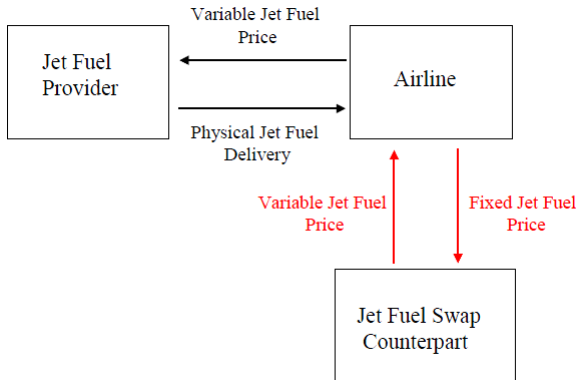 Variable Jet Fuel
Price
Jet Fuel
Provider
Airline
Physical Jet Fuel
Delivery
Variable Jet Fuel
Price
Fixed Jet Fuel
Price
Jet Fuel Swap
Counterpart